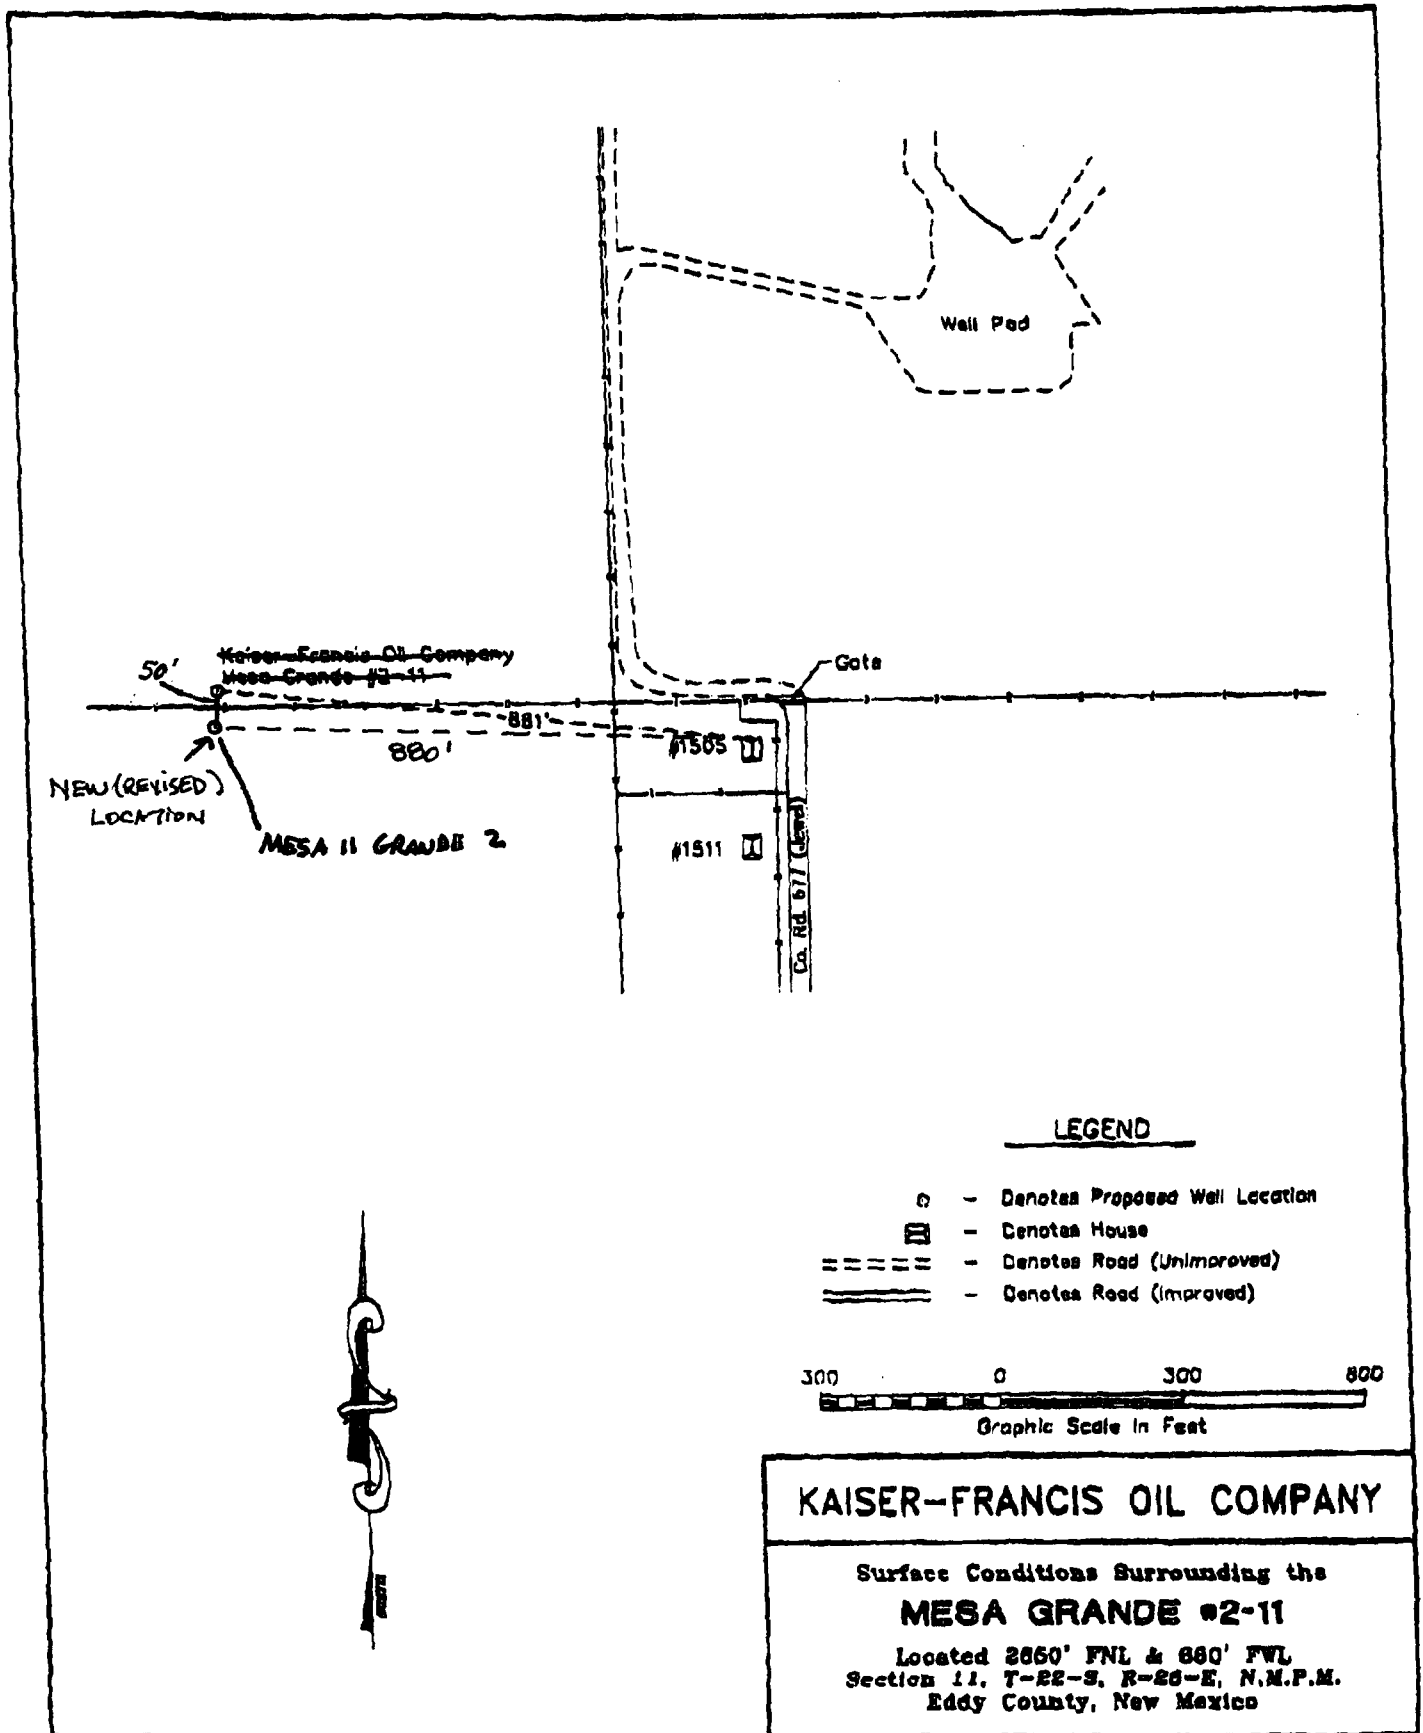 Well Pad
Gate
50'
Kaiser-Francis Oil Company
Mesa Grande #2-11
881'
880'
#1505
NEW (REVISED)
LOCATION
MESA 11 GRANDE 2
#1511
Co. Rd. 677 (Jewel)
LEGEND
- Denotes Proposed Well Location
- Denotes House
- Denotes Road (Unimproved)
- Denotes Road (Improved)
300 0 300 600
Graphic Scale in Feet
KAISER-FRANCIS OIL COMPANY
Surface Conditions Surrounding the
MESA GRANDE #2-11
Located 2650' FNL & 660' FWL
Section 11, T-22-S, R-26-E, N.M.P.M.
Eddy County, New Mexico